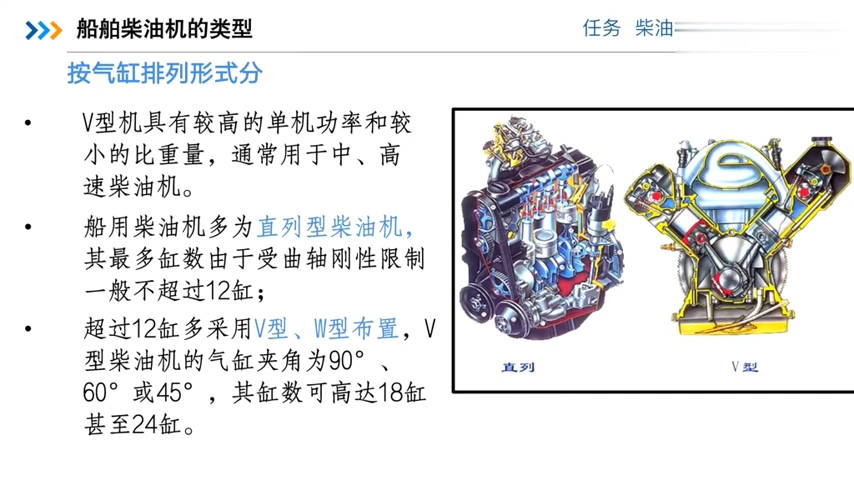 船舶柴油机的类型
任务 柴油
按气缸排列形式分
• V型机具有较高的单机功率和较
小的比重量，通常用于中、高
速柴油机。
• 船用柴油机多为直列型柴油机，
其最多缸数由于受曲轴刚性限制
一般不超过12缸；
• 超过12缸多采用V型、W型布置，V
型柴油机的气缸夹角为90°、
60°或45°，其缸数可高达18缸
甚至24缸。
直列
V型